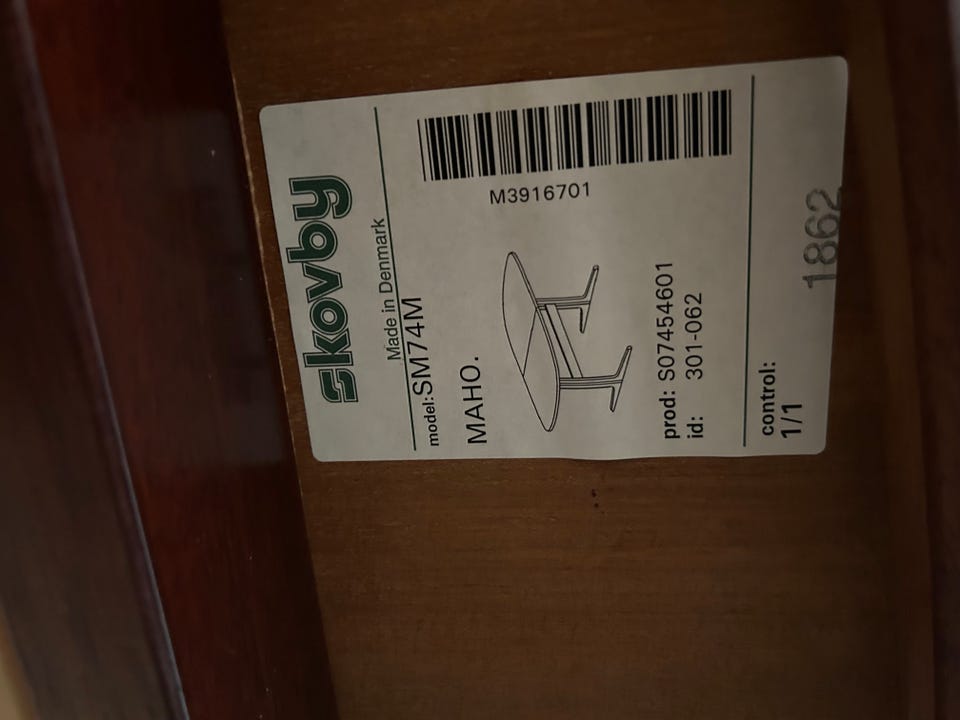 skovby
Made in Denmark
model: SM74M
MAHO.
M3916701
prod: S07454601
id: 301-062
control:
1/1
1862